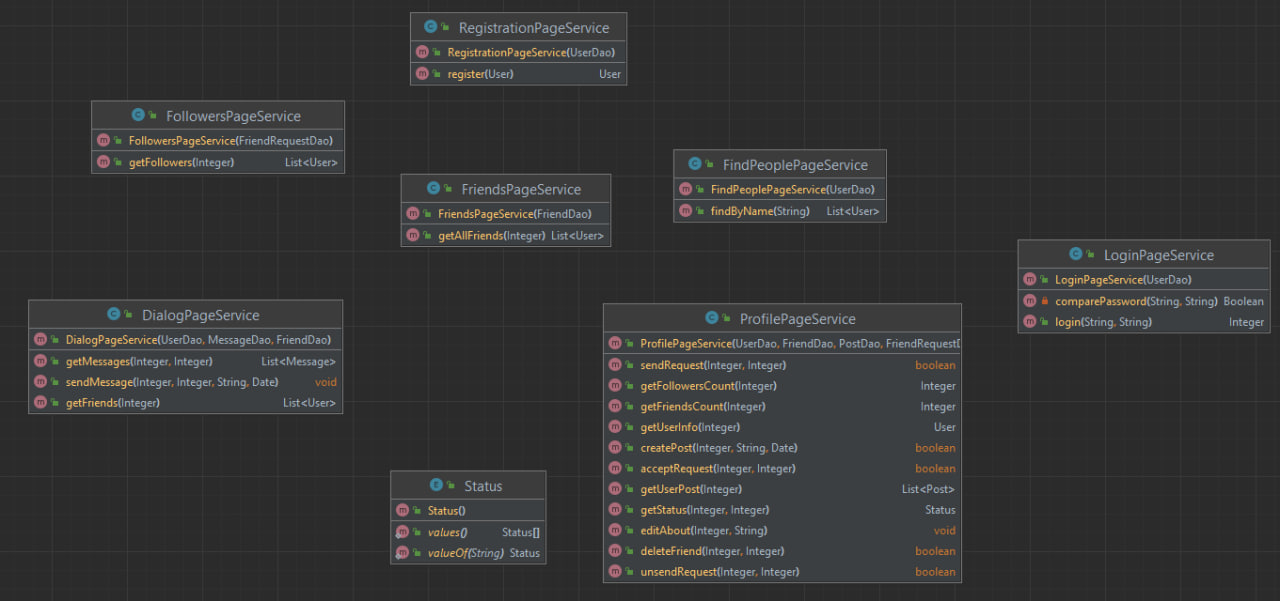 RegistrationPageService
RegistrationPageService(UserDao)
register(User) User
FollowersPageService
FollowersPageService(FriendRequestDao)
getFollowers(Integer) List<User>
FriendsPageService
FriendsPageService(FriendDao)
getAllFriends(Integer) List<User>
FindPeoplePageService
FindPeoplePageService(UserDao)
findByName(String) List<User>
LoginPageService
LoginPageService(UserDao)
comparePassword(String, String) Boolean
login(String, String) Integer
DialogPageService
DialogPageService(UserDao, MessageDao, FriendDao)
getMessages(Integer, Integer) List<Message>
sendMessage(Integer, Integer, String, Date) void
getFriends(Integer) List<User>
ProfilePageService
ProfilePageService(UserDao, FriendDao, PostDao, FriendRequestD
sendRequest(Integer, Integer) boolean
getFollowersCount(Integer) Integer
getFriendsCount(Integer) Integer
getUserInfo(Integer) User
createPost(Integer, String, Date) boolean
acceptRequest(Integer, Integer) boolean
getUserPost(Integer) List<Post>
getStatus(Integer, Integer) Status
editAbout(Integer, String) void
deleteFriend(Integer, Integer) boolean
unsendRequest(Integer, Integer) boolean
Status
Status()
values() Status[]
valueOf(String) Status